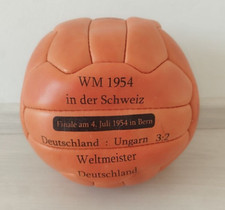 WM 1954
in der Schweiz
Finale am 4. Juli 1954 in Bern
Deutschland : Ungarn 3:2
Weltmeister
Deutschland